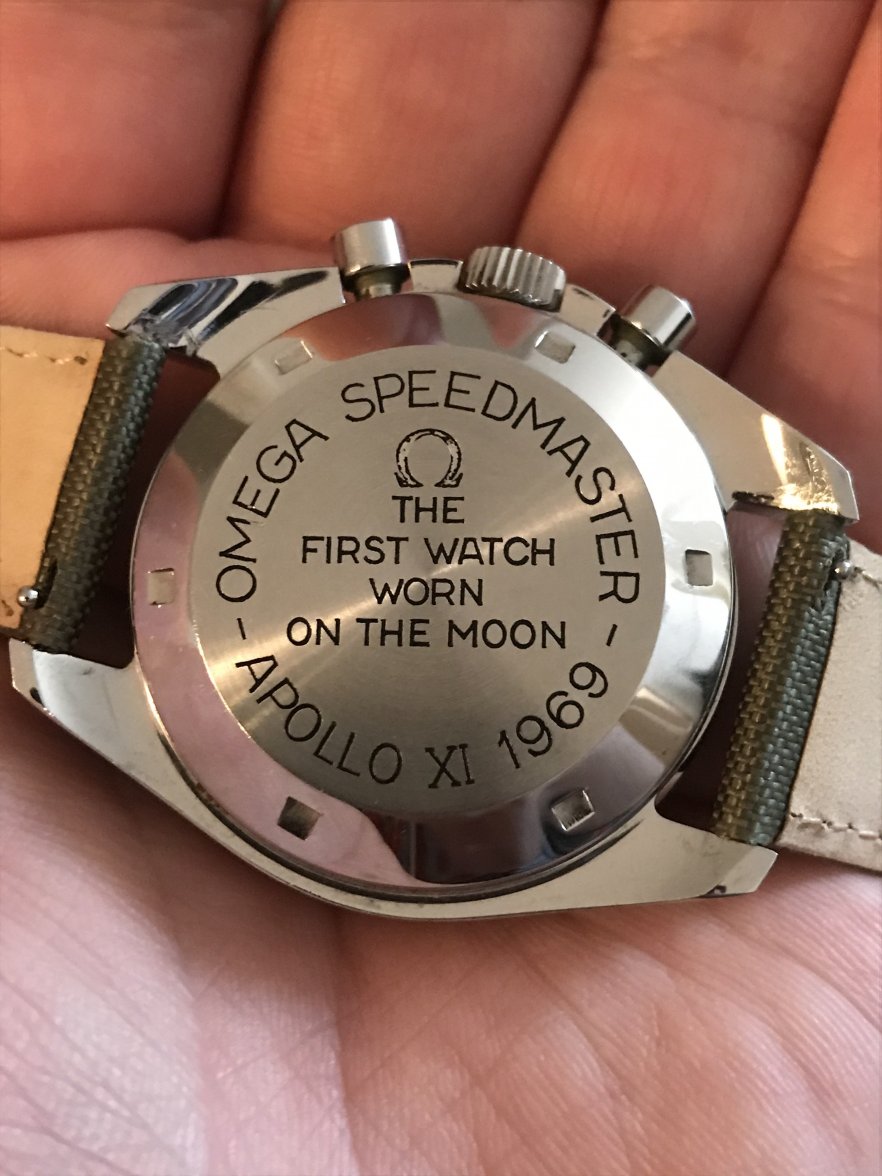 - OMEGA SPEEDMASTER -
Ω
THE
FIRST WATCH
WORN
ON THE MOON
APOLLO XI 1969